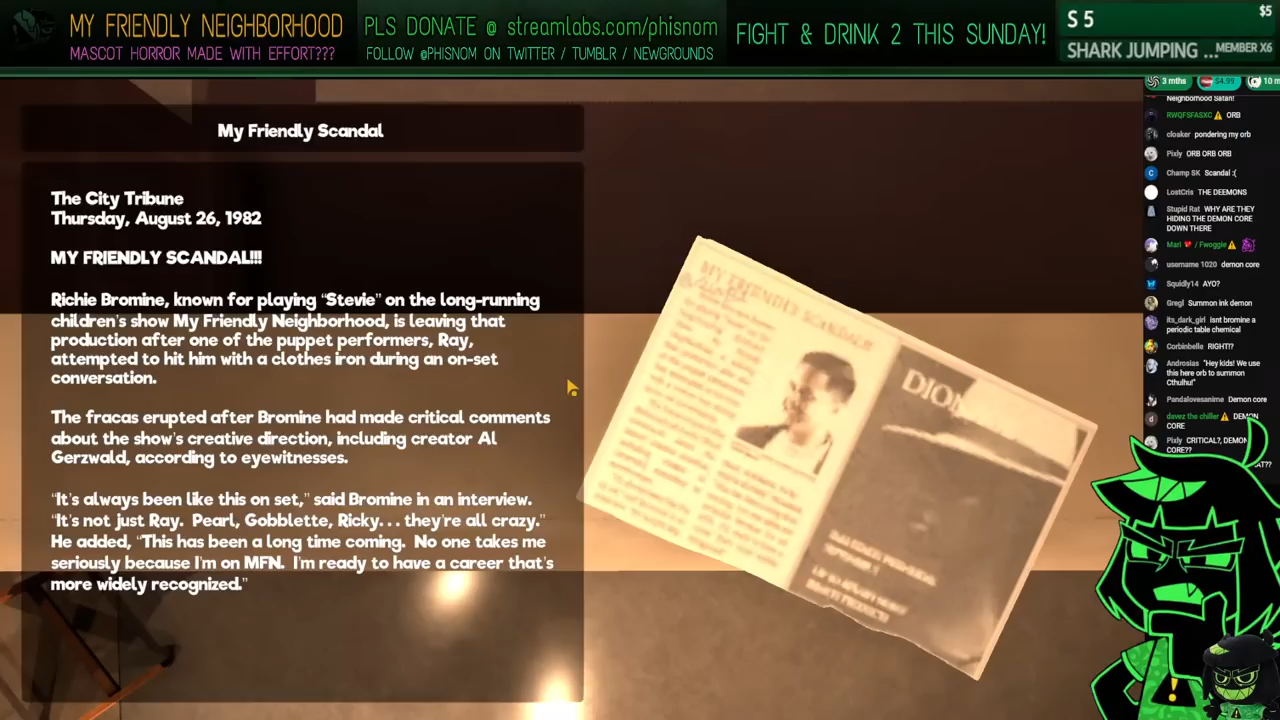 MY FRIENDLY NEIGHBORHOOD
MASCOT HORROR MADE WITH EFFORT???
PLS DONATE @ streamlabs.com/phisnom
FOLLOW @PHISNOM ON TWITTER / TUMBLR / NEWGROUNDS
FIGHT & DRINK 2 THIS SUNDAY!
S 5
$5
SHARK JUMPING ...
MEMBER X6
3 mths
$4.99
10 m
My Friendly Scandal
The City Tribune
Thursday, August 26, 1982
MY FRIENDLY SCANDAL!!!
Richie Bromine, known for playing “Stevie” on the long-running
children's show My Friendly Neighborhood, is leaving that
production after one of the puppet performers, Ray,
attempted to hit him with a clothes iron during an on-set
conversation.
The fracas erupted after Bromine had made critical comments
about the show's creative direction, including creator Al
Gerzwald, according to eyewitnesses.
“It's always been like this on set,” said Bromine in an interview.
“It's not just Ray. Pearl, Gobblette, Ricky... they're all crazy.”
He added, “This has been a long time coming. No one takes me
seriously because I'm on MFN. I'm ready to have a career that's
more widely recognized.”
MY FRIENDLY SCANDAL!!!
DION
Neighborhood Satan!
RWQFSFASXC ORB
cloaker pondering my orb
Pixly ORB ORB ORB
Champ SK Scandal :(
LostCris THE DEEMONS
Stupid Rat WHY ARE THEY
HIDING THE DEMON CORE
DOWN THERE
Mari / Fwoggie
username 1020 demon core
Squidly14 AYO?
Gregl Summon ink demon
its_dark_girl isnt bromine a
periodic table chemical
Corbinbelle RIGHT!?
Androsias "Hey kids! We use
this here orb to summon
Cthulhu!"
Pandalovesanime Demon core
davez the chiller DEMON
CORE
Pixly CRITICAL?, DEMON
CORE??